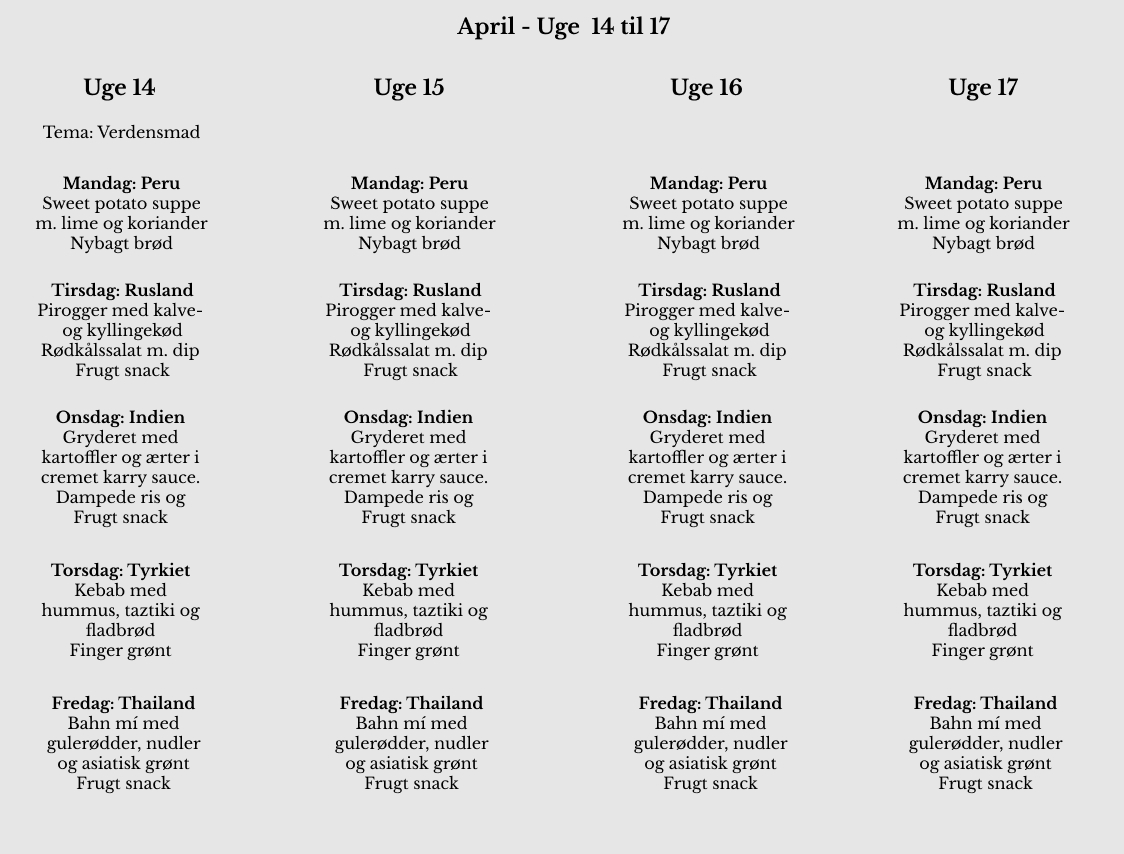 April - Uge 14 til 17
Uge 14
Tema: Verdensmad
Mandag: Peru
Sweet potato suppe
m. lime og koriander
Nybagt brød
Tirsdag: Rusland
Pirogger med kalve-
og kyllingekød
Rødkålssalat m. dip
Frugt snack
Onsdag: Indien
Gryderet med
kartoffler og ærter i
cremet karry sauce.
Dampede ris og
Frugt snack
Torsdag: Tyrkiet
Kebab med
hummus, taztiki og
fladbrød
Finger grønt
Fredag: Thailand
Bahn mí med
gulerødder, nudler
og asiatisk grønt
Frugt snack
Uge 15
Mandag: Peru
Sweet potato suppe
m. lime og koriander
Nybagt brød
Tirsdag: Rusland
Pirogger med kalve-
og kyllingekød
Rødkålssalat m. dip
Frugt snack
Onsdag: Indien
Gryderet med
kartoffler og ærter i
cremet karry sauce.
Dampede ris og
Frugt snack
Torsdag: Tyrkiet
Kebab med
hummus, taztiki og
fladbrød
Finger grønt
Fredag: Thailand
Bahn mí med
gulerødder, nudler
og asiatisk grønt
Frugt snack
Uge 16
Mandag: Peru
Sweet potato suppe
m. lime og koriander
Nybagt brød
Tirsdag: Rusland
Pirogger med kalve-
og kyllingekød
Rødkålssalat m. dip
Frugt snack
Onsdag: Indien
Gryderet med
kartoffler og ærter i
cremet karry sauce.
Dampede ris og
Frugt snack
Torsdag: Tyrkiet
Kebab med
hummus, taztiki og
fladbrød
Finger grønt
Fredag: Thailand
Bahn mí med
gulerødder, nudler
og asiatisk grønt
Frugt snack
Uge 17
Mandag: Peru
Sweet potato suppe
m. lime og koriander
Nybagt brød
Tirsdag: Rusland
Pirogger med kalve-
og kyllingekød
Rødkålssalat m. dip
Frugt snack
Onsdag: Indien
Gryderet med
kartoffler og ærter i
cremet karry sauce.
Dampede ris og
Frugt snack
Torsdag: Tyrkiet
Kebab med
hummus, taztiki og
fladbrød
Finger grønt
Fredag: Thailand
Bahn mí med
gulerødder, nudler
og asiatisk grønt
Frugt snack